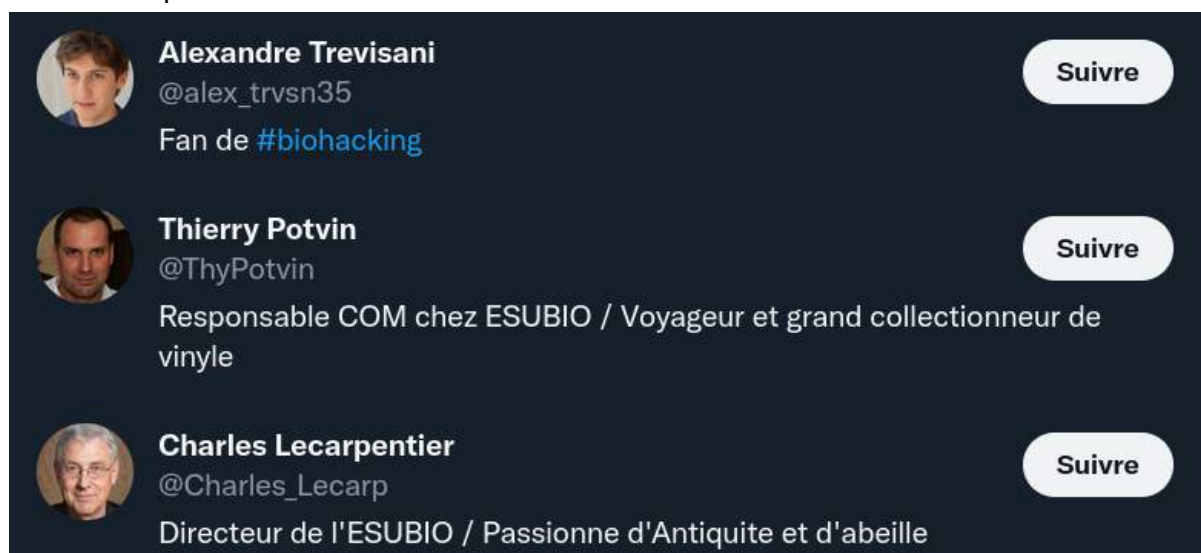 Alexandre Trevisani
Suivre
@alex_trvsn35
Fan de #biohacking
Thierry Potvin
Suivre
@ThyPotvin
Responsable COM chez ESUBIO / Voyageur et grand collectionneur de
vinyle
Charles Lecarpentier
Suivre
@Charles_Lecarp
Directeur de l'ESUBIO / Passionne d'Antiquite et d'abeille